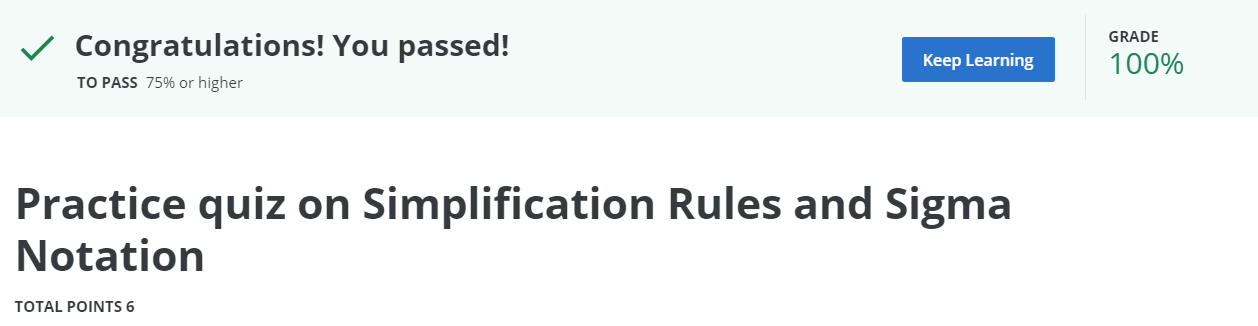 Congratulations! You passed!
TO PASS 75% or higher
Keep Learning
GRADE
100%
Practice quiz on Simplification Rules and Sigma
Notation
TOTAL POINTS 6